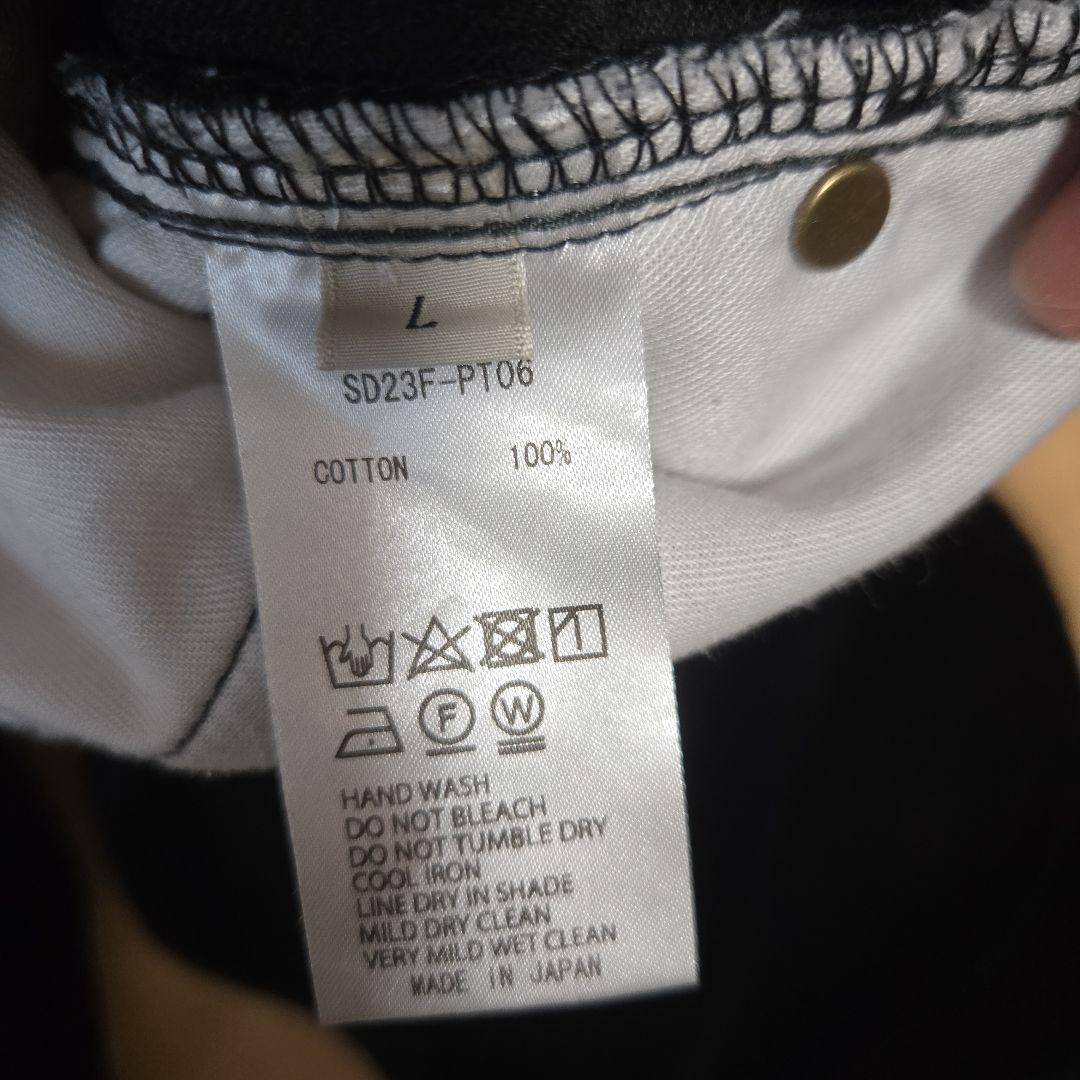 L
SD23F-PT06
COTTON 100%
F W
HAND WASH
DO NOT BLEACH
DO NOT TUMBLE DRY
COOL IRON
LINE DRY IN SHADE
MILD DRY CLEAN
VERY MILD WET CLEAN
MADE IN JAPAN